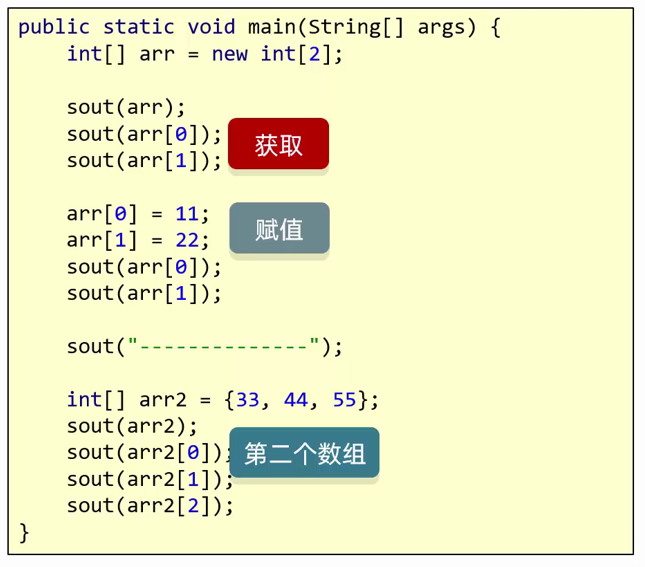 public static void main(String[] args) {
int[] arr = new int[2];
sout(arr);
sout(arr[0]);
sout(arr[1]);
获取
arr[0] = 11;
arr[1] = 22;
赋值
sout(arr[0]);
sout(arr[1]);
sout("--------------");
int[] arr2 = {33, 44, 55};
sout(arr2);
sout(arr2[0]);
第二个数组
sout(arr2[1]);
sout(arr2[2]);
}